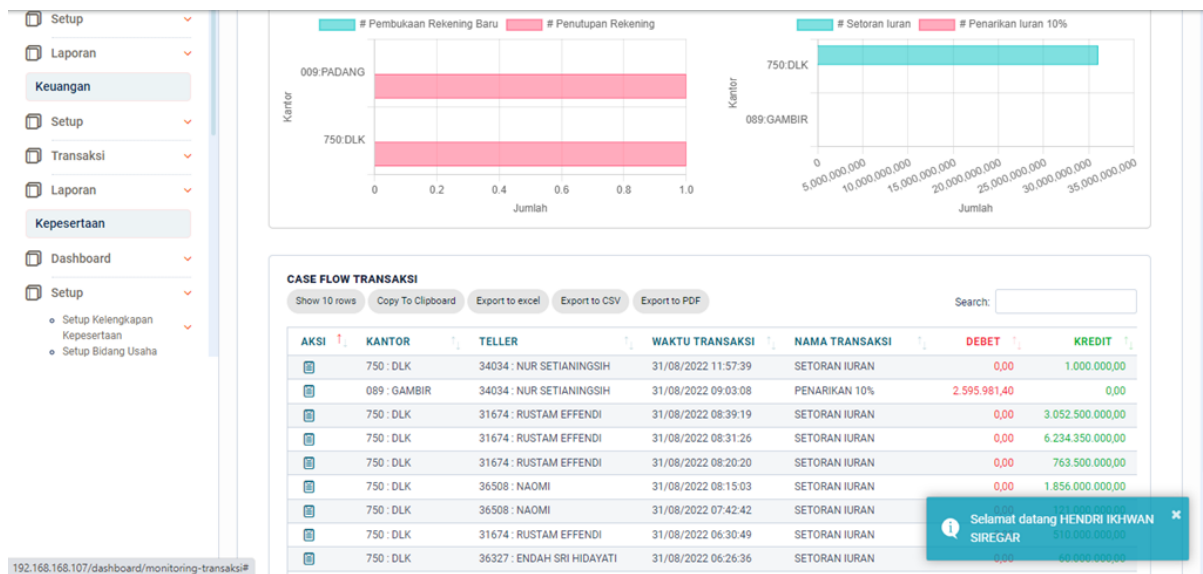 Setup
Laporan
Keuangan
Setup
Transaksi
Laporan
Kepesertaan
Dashboard
Setup
Setup Kelengkapan
Kepesertaan
Setup Bidang Usaha
# Pembukaan Rekening Baru # Penutupan Rekening
Kantor
009:PADANG
750:DLK
0 0.2 0.4 0.6 0.8 1.0
Jumlah
# Setoran Iuran # Penarikan Iuran 10%
Kantor
750:DLK
089:GAMBIR
0 5.000.000.000 10.000.000.000 15.000.000.000 20.000.000.000 25.000.000.000 30.000.000.000 35.000.000.000
Jumlah
CASE FLOW TRANSAKSI
Show 10 rows Copy To Clipboard Export to excel Export to CSV Export to PDF Search:
AKSI KANTOR TELLER WAKTU TRANSAKSI NAMA TRANSAKSI DEBET KREDIT
750 : DLK 34034 : NUR SETIANINGSIH 31/08/2022 11:57:39 SETORAN IURAN 0,00 1.000.000,00
089 : GAMBIR 34034 : NUR SETIANINGSIH 31/08/2022 09:03:08 PENARIKAN 10% 2.595.981,40 0,00
750 : DLK 31674 : RUSTAM EFFENDI 31/08/2022 08:39:19 SETORAN IURAN 0,00 3.052.500.000,00
750 : DLK 31674 : RUSTAM EFFENDI 31/08/2022 08:31:26 SETORAN IURAN 0,00 6.234.350.000,00
750 : DLK 31674 : RUSTAM EFFENDI 31/08/2022 08:20:20 SETORAN IURAN 0,00 763.500.000,00
750 : DLK 36508 : NAOMI 31/08/2022 08:15:03 SETORAN IURAN 0,00 1.856.000.000,00
750 : DLK 36508 : NAOMI 31/08/2022 07:42:42 SETORAN IURAN
750 : DLK 31674 : RUSTAM EFFENDI 31/08/2022 06:30:49 SETORAN IURAN
750 : DLK 36327 : ENDAH SRI HIDAYATI 31/08/2022 06:26:36 SETORAN IURAN
Selamat datang HENDRI IKHWAN
SIREGAR
×
192.168.168.107/dashboard/monitoring-transaksi#